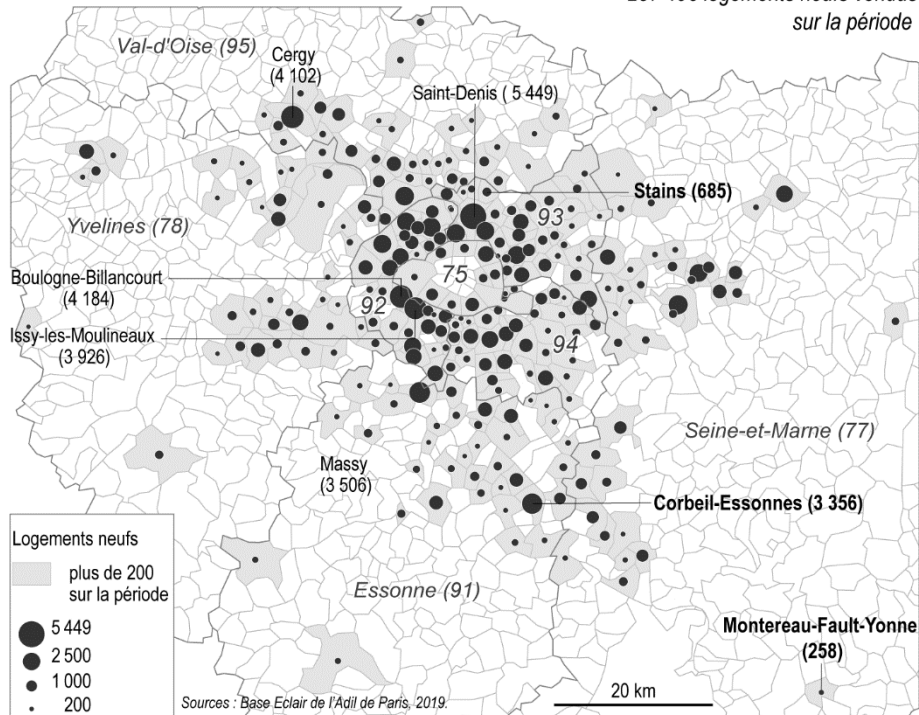 logements neufs vendus
sur la période
Val-d'Oise (95)
Cergy
(4 102)
Saint-Denis ( 5 449)
Stains (685)
93
Yvelines (78)
75
Boulogne-Billancourt
(4 184)
92
Issy-les-Moulineaux
(3 926)
94
Seine-et-Marne (77)
Massy
(3 506)
Corbeil-Essonnes (3 356)
Logements neufs
plus de 200
sur la période
5 449
2 500
1 000
200
Essonne (91)
Montereau-Fault-Yonne
(258)
20 km
Sources : Base Eclair de l'Adil de Paris, 2019.